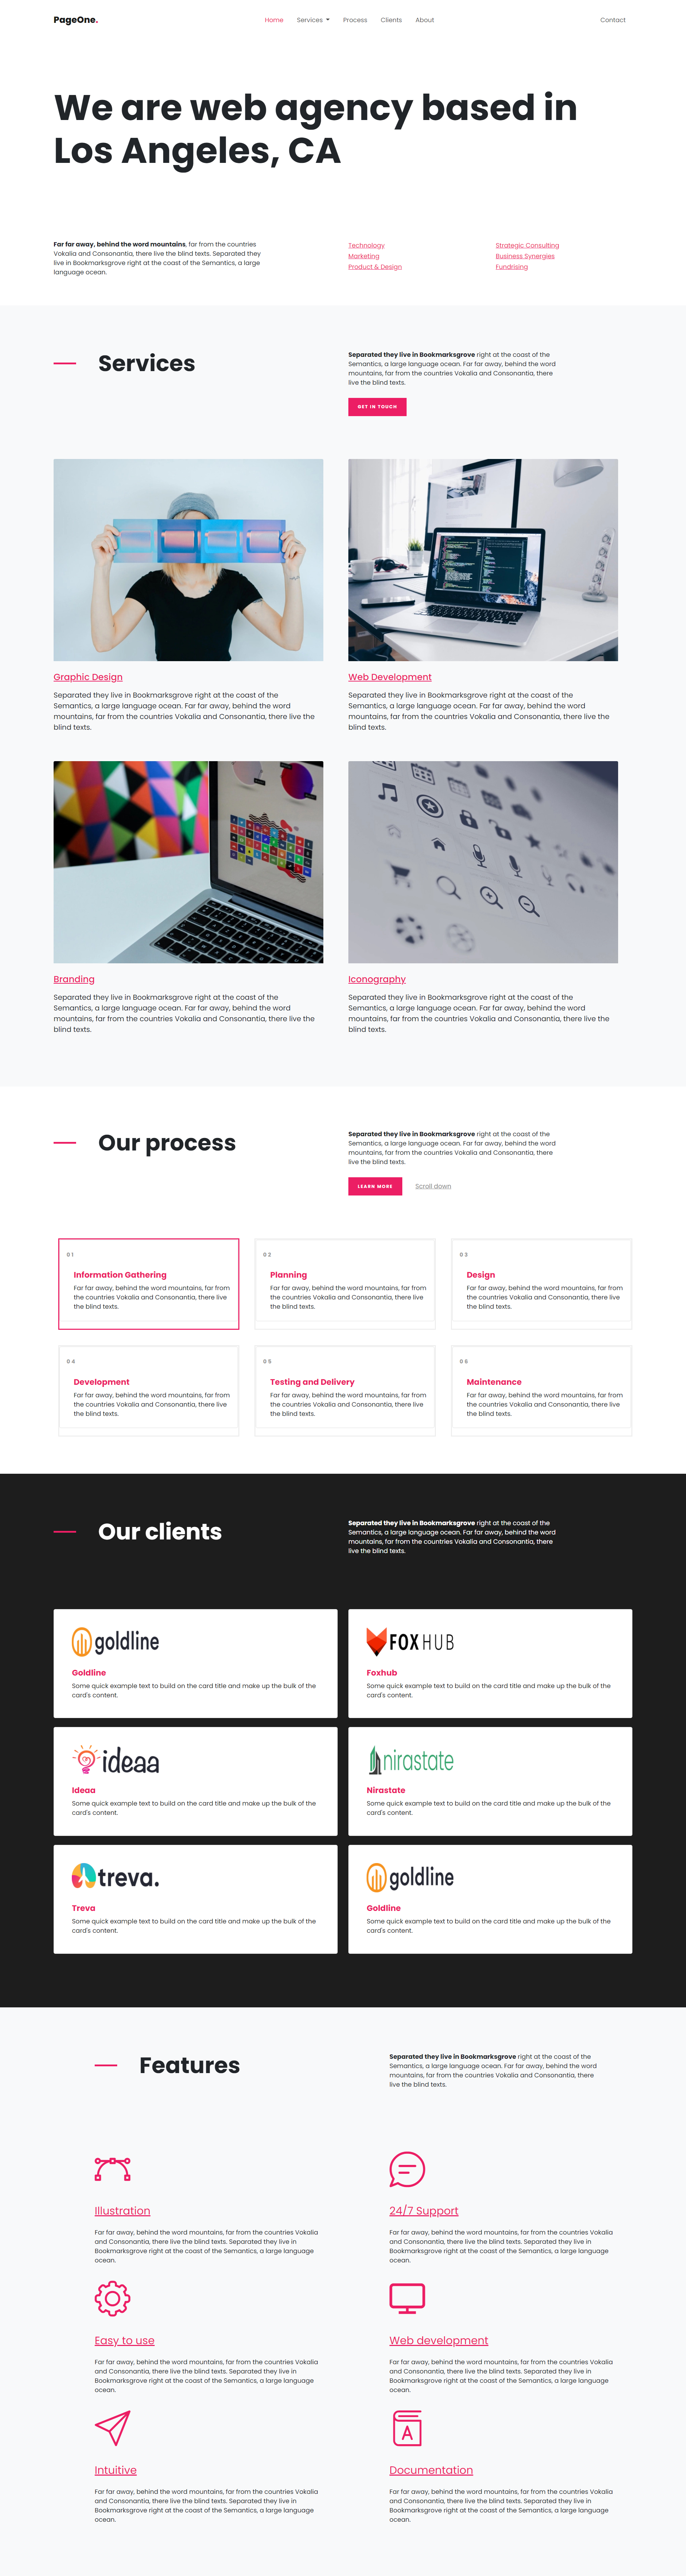 PageOne.
Home
Services
Process
Clients
About
Contact
We are web agency based in
Los Angeles, CA
Far far away, behind the word mountains, far from the countries
Vokalia and Consonantia, there live the blind texts. Separated they
live in Bookmarksgrove right at the coast of the Semantics, a large
language ocean.
Technology
Marketing
Product & Design
Strategic Consulting
Business Synergies
Fundrising
Services
Separated they live in Bookmarksgrove right at the coast of the
Semantics, a large language ocean. Far far away, behind the word
mountains, far from the countries Vokalia and Consonantia, there
live the blind texts.
GET IN TOUCH
Graphic Design
Separated they live in Bookmarksgrove right at the coast of the
Semantics, a large language ocean. Far far away, behind the word
mountains, far from the countries Vokalia and Consonantia, there live the
blind texts.
Web Development
Separated they live in Bookmarksgrove right at the coast of the
Semantics, a large language ocean. Far far away, behind the word
mountains, far from the countries Vokalia and Consonantia, there live the
blind texts.
Branding
Separated they live in Bookmarksgrove right at the coast of the
Semantics, a large language ocean. Far far away, behind the word
mountains, far from the countries Vokalia and Consonantia, there live the
blind texts.
Iconography
Separated they live in Bookmarksgrove right at the coast of the
Semantics, a large language ocean. Far far away, behind the word
mountains, far from the countries Vokalia and Consonantia, there live the
blind texts.
Our process
Separated they live in Bookmarksgrove right at the coast of the
Semantics, a large language ocean. Far far away, behind the word
mountains, far from the countries Vokalia and Consonantia, there
live the blind texts.
LEARN MORE
Scroll down
01
Information Gathering
Far far away, behind the word mountains, far from
the countries Vokalia and Consonantia, there live
the blind texts.
02
Planning
Far far away, behind the word mountains, far from
the countries Vokalia and Consonantia, there live
the blind texts.
03
Design
Far far away, behind the word mountains, far from
the countries Vokalia and Consonantia, there live
the blind texts.
04
Development
Far far away, behind the word mountains, far from
the countries Vokalia and Consonantia, there live
the blind texts.
05
Testing and Delivery
Far far away, behind the word mountains, far from
the countries Vokalia and Consonantia, there live
the blind texts.
06
Maintenance
Far far away, behind the word mountains, far from
the countries Vokalia and Consonantia, there live
the blind texts.
Our clients
Separated they live in Bookmarksgrove right at the coast of the
Semantics, a large language ocean. Far far away, behind the word
mountains, far from the countries Vokalia and Consonantia, there
live the blind texts.
goldline
Goldline
Some quick example text to build on the card title and make up the bulk of the
card's content.
FOXHUB
Foxhub
Some quick example text to build on the card title and make up the bulk of the
card's content.
ideaa
Ideaa
Some quick example text to build on the card title and make up the bulk of the
card's content.
nirastate
Nirastate
Some quick example text to build on the card title and make up the bulk of the
card's content.
treva.
Treva
Some quick example text to build on the card title and make up the bulk of the
card's content.
goldline
Goldline
Some quick example text to build on the card title and make up the bulk of the
card's content.
Features
Separated they live in Bookmarksgrove right at the coast of the
Semantics, a large language ocean. Far far away, behind the word
mountains, far from the countries Vokalia and Consonantia, there
live the blind texts.
Illustration
Far far away, behind the word mountains, far from the countries Vokalia
and Consonantia, there live the blind texts. Separated they live in
Bookmarksgrove right at the coast of the Semantics, a large language
ocean.
24/7 Support
Far far away, behind the word mountains, far from the countries Vokalia
and Consonantia, there live the blind texts. Separated they live in
Bookmarksgrove right at the coast of the Semantics, a large language
ocean.
Easy to use
Far far away, behind the word mountains, far from the countries Vokalia
and Consonantia, there live the blind texts. Separated they live in
Bookmarksgrove right at the coast of the Semantics, a large language
ocean.
Web development
Far far away, behind the word mountains, far from the countries Vokalia
and Consonantia, there live the blind texts. Separated they live in
Bookmarksgrove right at the coast of the Semantics, a large language
ocean.
Intuitive
Far far away, behind the word mountains, far from the countries Vokalia
and Consonantia, there live the blind texts. Separated they live in
Bookmarksgrove right at the coast of the Semantics, a large language
ocean.
A
Documentation
Far far away, behind the word mountains, far from the countries Vokalia
and Consonantia, there live the blind texts. Separated they live in
Bookmarksgrove right at the coast of the Semantics, a large language
ocean.